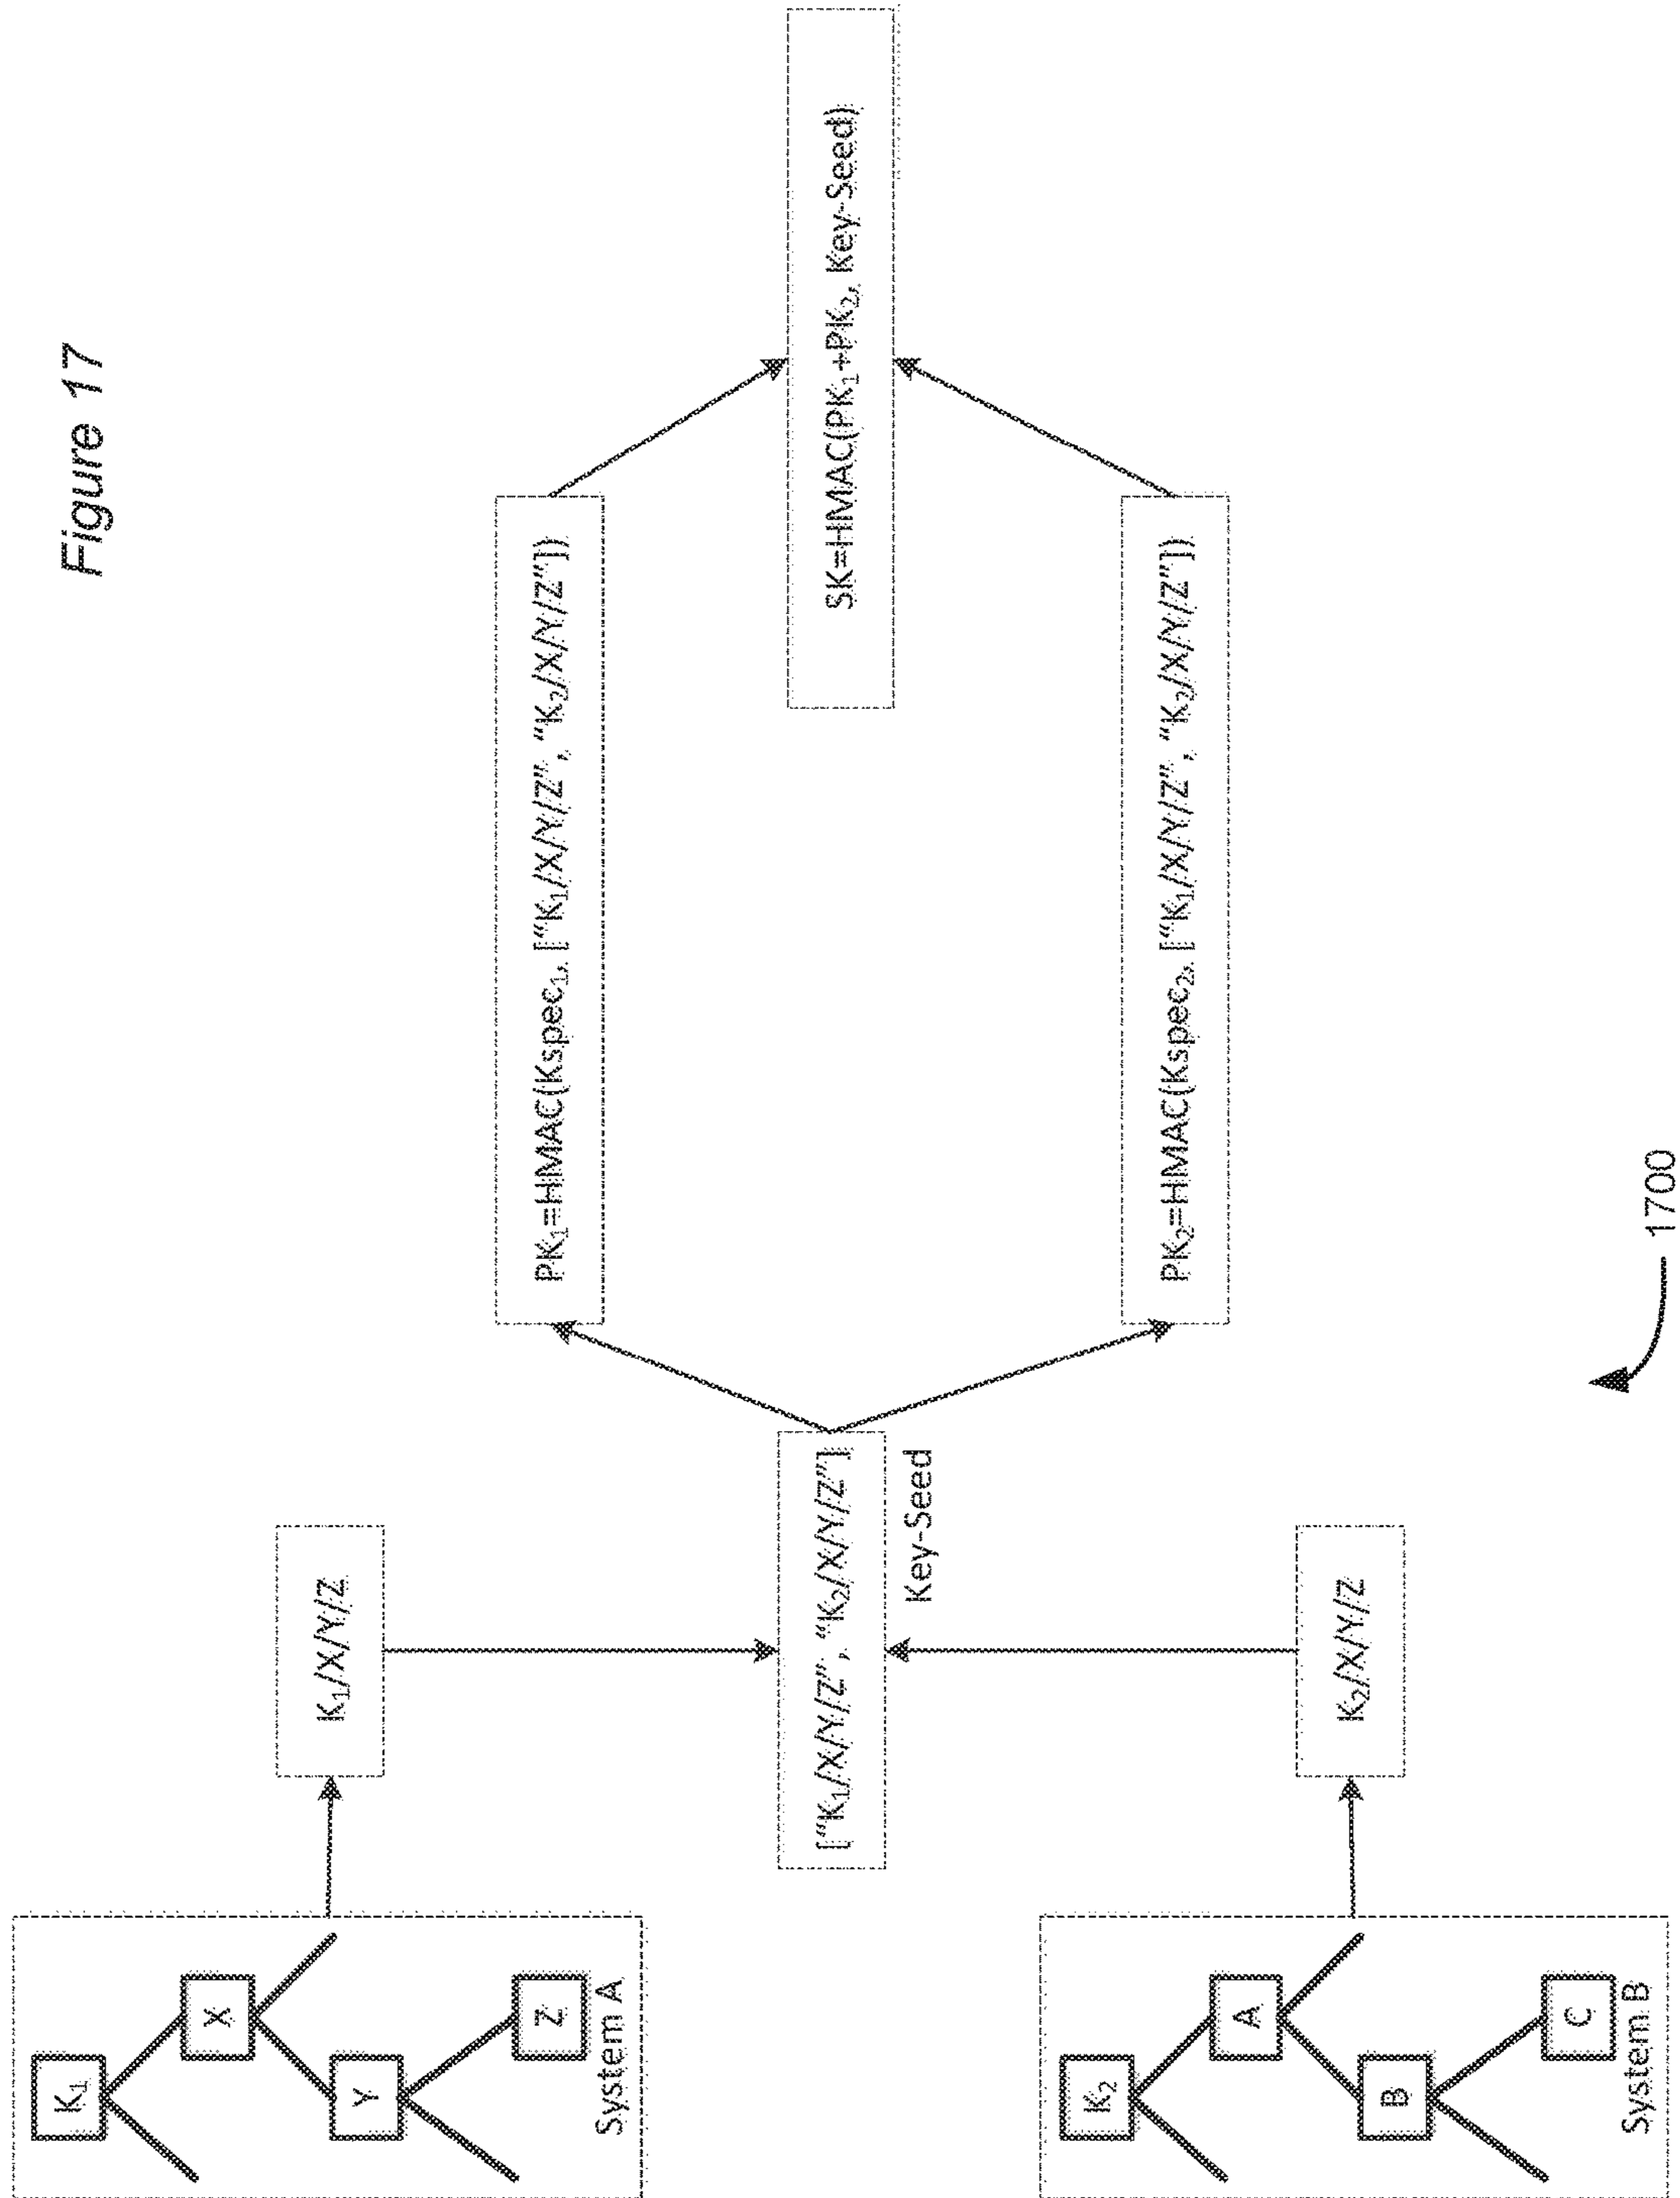 Figure 17
K₁
X
Y
Z
System A
K₁/X/Y/Z
["K₁/X/Y/Z", "K₂/X/Y/Z"]
Key-Seed
K₂
A
B
C
System B
K₂/X/Y/Z
PK₁=HMAC(Kspec₁, ["K₁/X/Y/Z", "K₂/X/Y/Z"])
PK₂=HMAC(Kspec₂, ["K₁/X/Y/Z", "K₂/X/Y/Z"])
SK=HMAC(PK₁+PK₂, Key-Seed)
1700